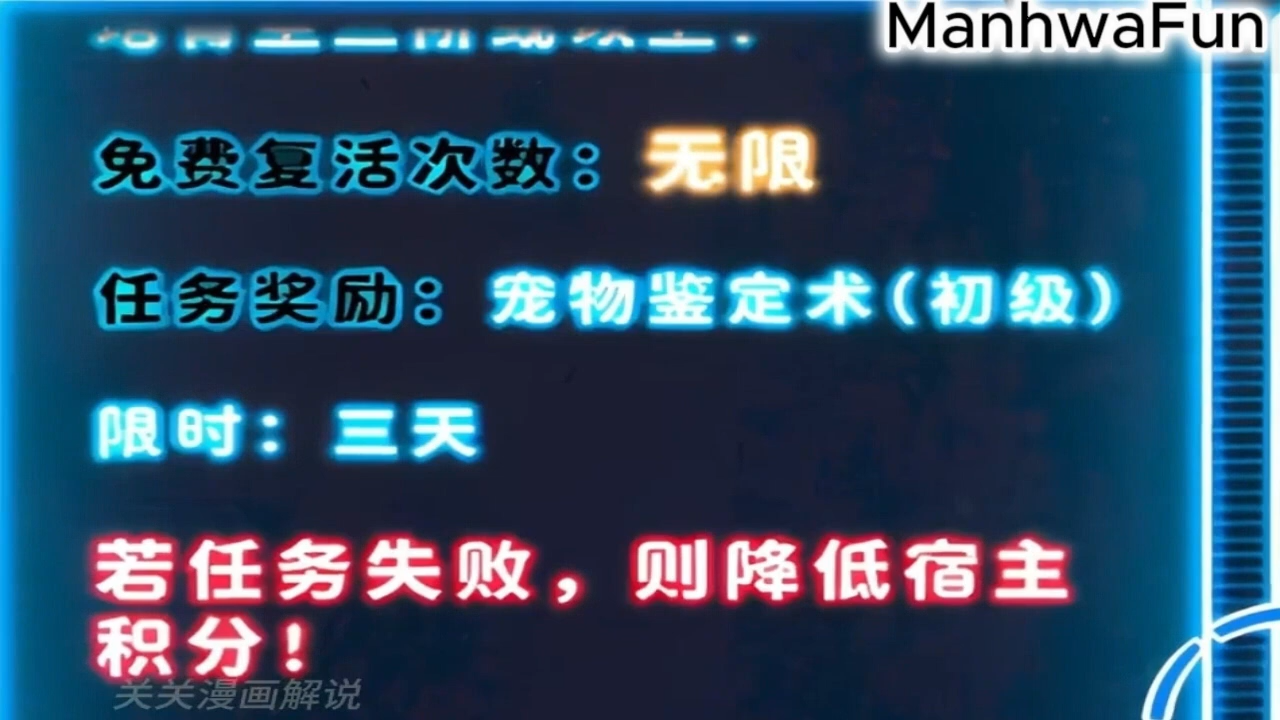 ManhwaFun
免费复活次数：无限
任务奖励：宠物鉴定术（初级）
限时：三天
若任务失败，则降低宿主
积分！
关关漫画解说